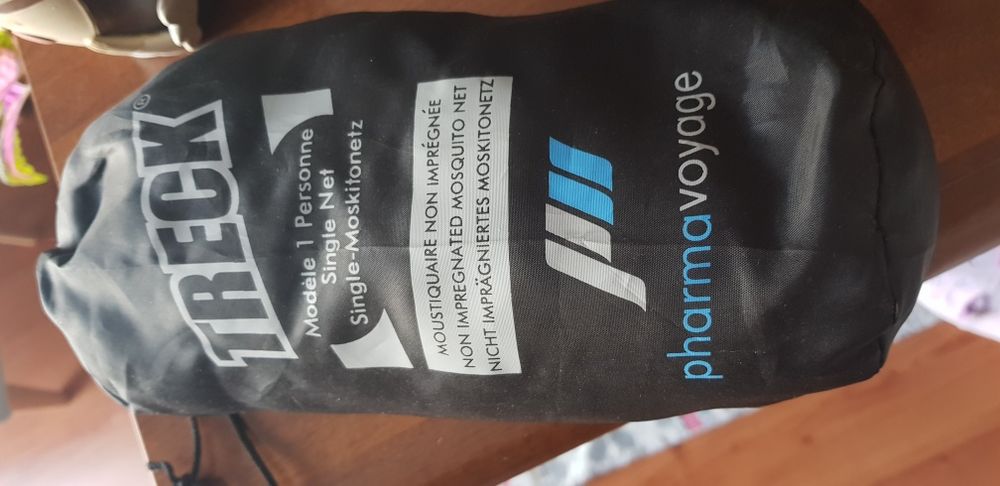 TRECK®
Modèle 1 Personne
Single Net
Single-Moskitonetz
MOUSTIQUAIRE NON IMPRÉGNÉE
NON IMPREGNATED MOSQUITO NET
NICHT IMPRÄGNIERTES MOSKITONETZ
pharmavoyage